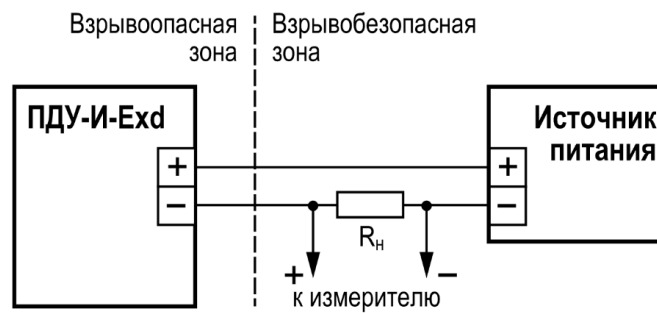 Взрывоопасная зона
Взрывобезопасная зона
ПДУ-И-Exd
Источник питания
+
+
–
–
Rн
+
–
к измерителю